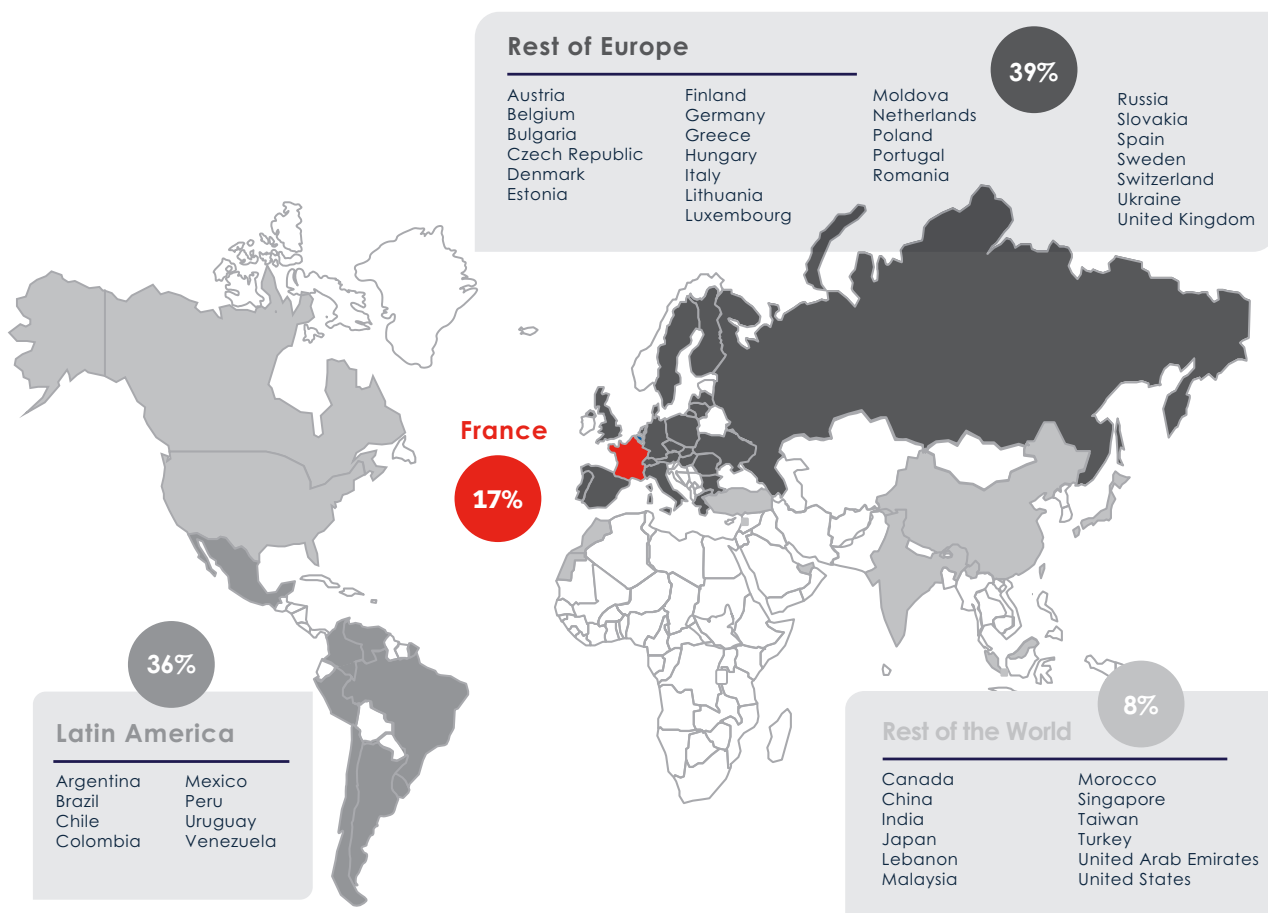 Rest of Europe
39%
Austria
Belgium
Bulgaria
Czech Republic
Denmark
Estonia
Finland
Germany
Greece
Hungary
Italy
Lithuania
Luxembourg
Moldova
Netherlands
Poland
Portugal
Romania
Russia
Slovakia
Spain
Sweden
Switzerland
Ukraine
United Kingdom
France
17%
36%
Latin America
Argentina
Brazil
Chile
Colombia
Mexico
Peru
Uruguay
Venezuela
8%
Rest of the World
Canada
China
India
Japan
Lebanon
Malaysia
Morocco
Singapore
Taiwan
Turkey
United Arab Emirates
United States